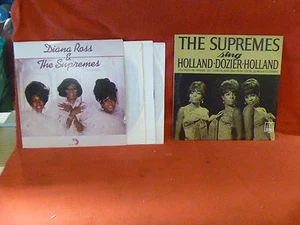 Diana Ross
&
The Supremes
THE SUPREMES
sing
HOLLAND·DOZIER·HOLLAND